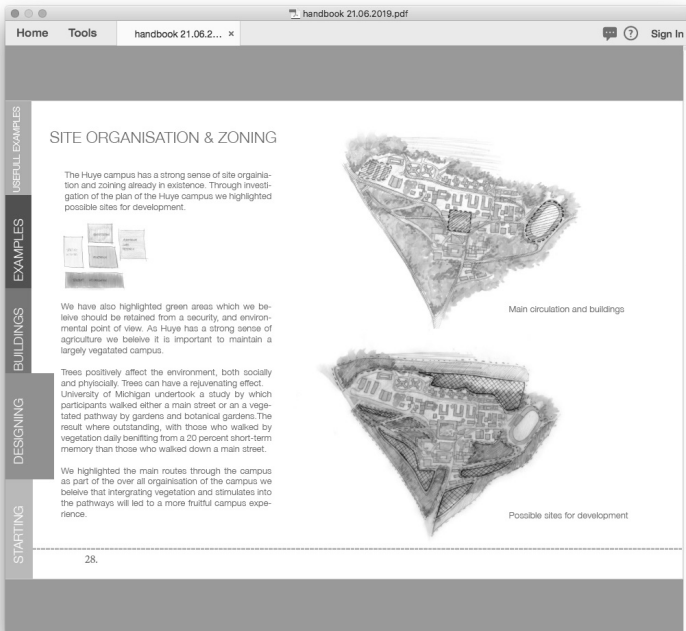 handbook 21.06.2019.pdf
Home Tools handbook 21.06.2... × ? Sign In
USEFULL EXAMPLES
EXAMPLES
BUILDINGS
DESIGNING
STARTING
SITE ORGANISATION & ZONING
The Huye campus has a strong sense of site orgainia-
tion and zoining already in existence. Through investi-
gation of the plan of the Huye campus we highlighted
possible sites for development.
We have also highlighted green areas which we be-
leive should be retained from a security, and environ-
mental point of view. As Huye has a strong sense of
agriculture we beleive it is important to maintain a
largely vegatated campus.
Trees positively affect the environment, both socially
and phyiscially. Trees can have a rejuvenating effect.
University of Michigan undertook a study by which
participants walked either a main street or an a vege-
tated pathway by gardens and botanical gardens.The
result where outstanding, with those who walked by
vegetation daily benifiting from a 20 percent short-term
memory than those who walked down a main street.
We highlighted the main routes through the campus
as part of the over all orgainisation of the campus we
beleive that intergrating vegetation and stimulates into
the pathways will led to a more fruitful campus expe-
rience.
Main circulation and buildings
Possible sites for development
28.